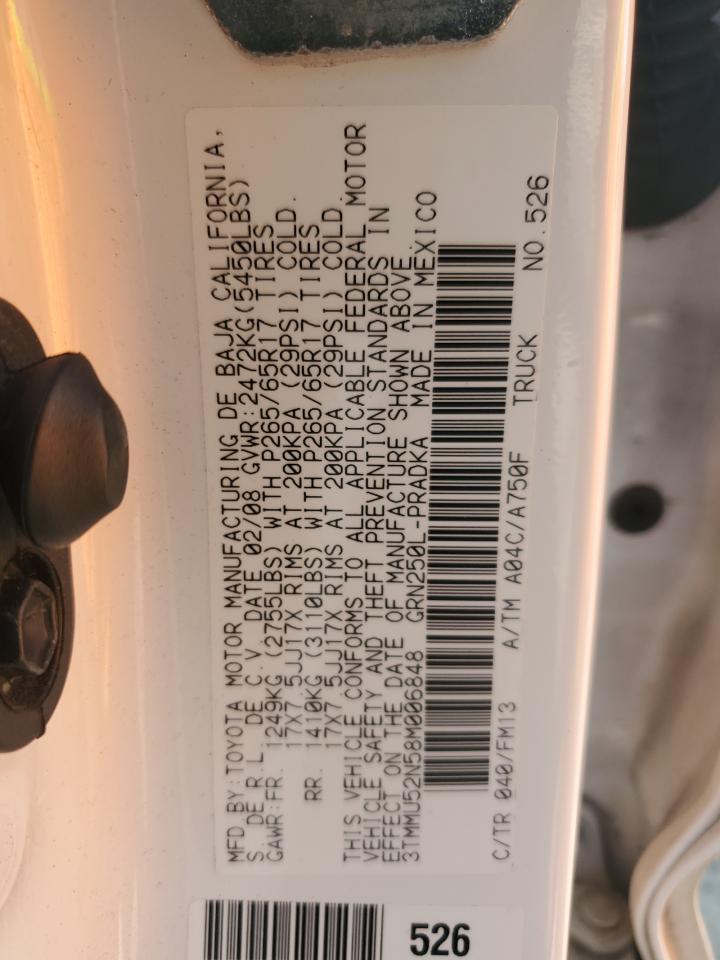 MFD.BY:TOYOTA MOTOR MANUFACTURING DE BAJA CALIFORNIA,
S. DE R.L. DE C.V. DATE 02/08 GVWR:2472KG(5450LBS)
GAWR:FR. 1249KG (2755LBS) WITH P265/65R17 TIRES
17X7.5JJ17X RIMS AT 200KPA (29PSI) COLD.
RR. 1410KG (3110LBS) WITH P265/65R17 TIRES
17X7.5JJ17X RIMS AT 200KPA (29PSI) COLD.
THIS VEHICLE CONFORMS TO ALL APPLICABLE FEDERAL MOTOR
VEHICLE SAFETY AND THEFT PREVENTION STANDARDS IN
EFFECT ON THE DATE OF MANUFACTURE SHOWN ABOVE.
3TMMU52N58M006848 GRN250L-PRADKA MADE IN MEXICO
C/TR 040/FM13 A/TM A04C/A750F TRUCK NO.526
526